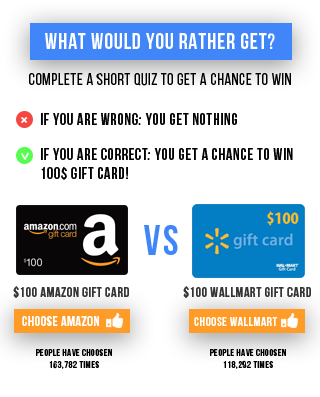 WHAT WOULD YOU RATHER GET?
COMPLETE A SHORT QUIZ TO GET A CHANCE TO WIN
IF YOU ARE WRONG: YOU GET NOTHING
IF YOU ARE CORRECT: YOU GET A CHANCE TO WIN
100$ GIFT CARD!
amazon.com
gift card
a
$100
VS
$100
gift card
WAL★MART
Gift Card
$100 AMAZON GIFT CARD
$100 WALLMART GIFT CARD
CHOOSE AMAZON
CHOOSE WALLMART
PEOPLE HAVE CHOOSEN
163,782 TIMES
PEOPLE HAVE CHOOSEN
118,292 TIMES